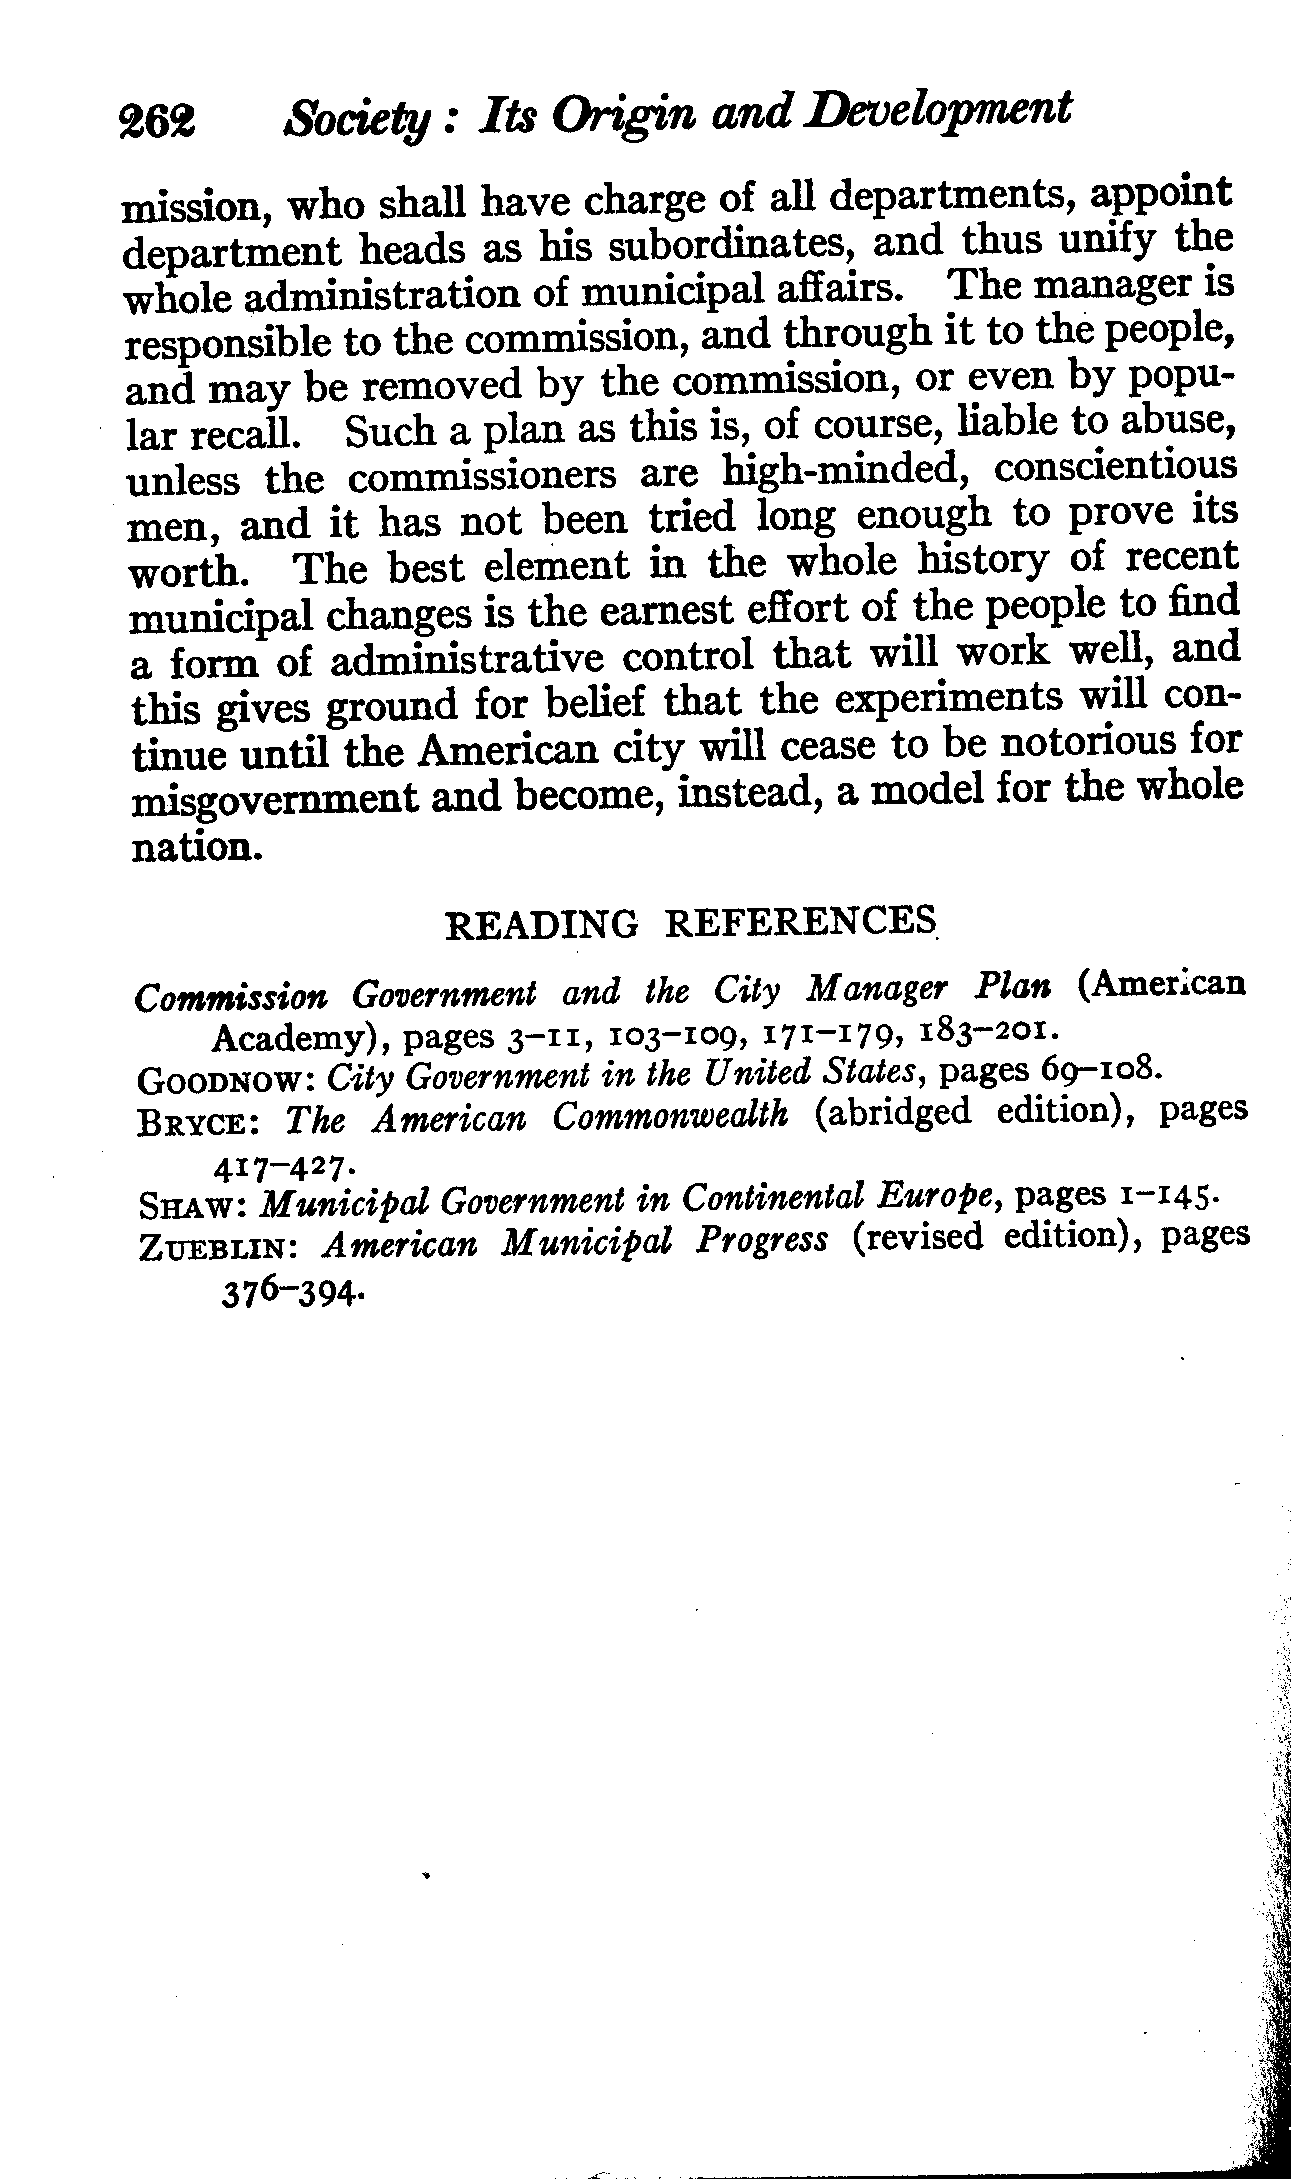 262 Society : Its Origin and Development
mission, who shall have charge of all departments, appoint
department heads as his subordinates, and thus unify the
whole administration of municipal affairs. The manager is
responsible to the commission, and through it to the people,
and may be removed by the commission, or even by popu-
lar recall. Such a plan as this is, of course, liable to abuse,
unless the commissioners are high-minded, conscientious
men, and it has not been tried long enough to prove its
worth. The best element in the whole history of recent
municipal changes is the earnest effort of the people to find
a form of administrative control that will work well, and
this gives ground for belief that the experiments will con-
tinue until the American city will cease to be notorious for
misgovernment and become, instead, a model for the whole
nation.
READING REFERENCES
Commission Government and the City Manager Plan (American
Academy), pages 3–11, 103–109, 171–179, 183–201.
GOODNOW: City Government in the United States, pages 69–108.
BRYCE: The American Commonwealth (abridged edition), pages
417–427.
SHAW: Municipal Government in Continental Europe, pages 1–145.
ZUEBLIN: American Municipal Progress (revised edition), pages
376–394.